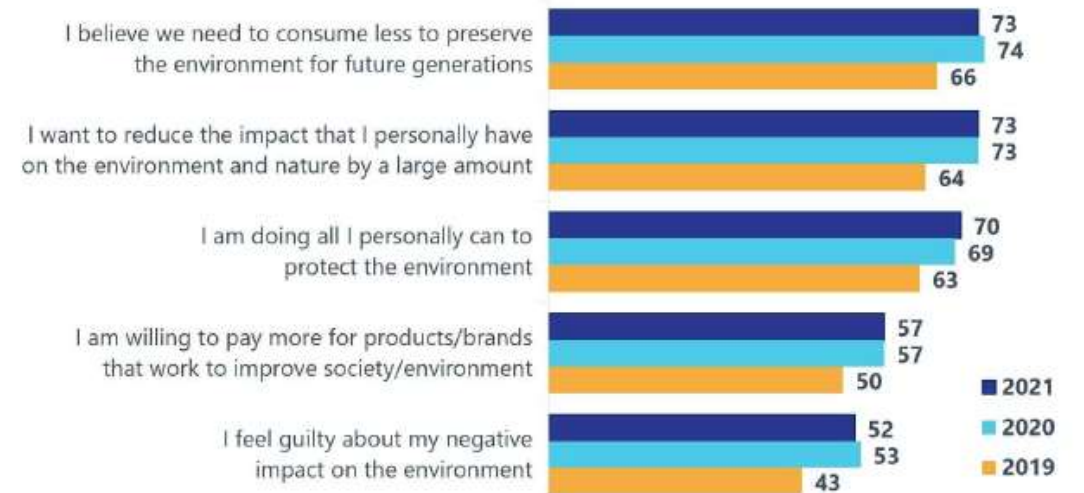 I believe we need to consume less to preserve
the environment for future generations
73
74
66
I want to reduce the impact that I personally have
on the environment and nature by a large amount
73
73
64
I am doing all I personally can to
protect the environment
70
69
63
I am willing to pay more for products/brands
that work to improve society/environment
57
57
50
I feel guilty about my negative
impact on the environment
52
53
43
2021
2020
2019